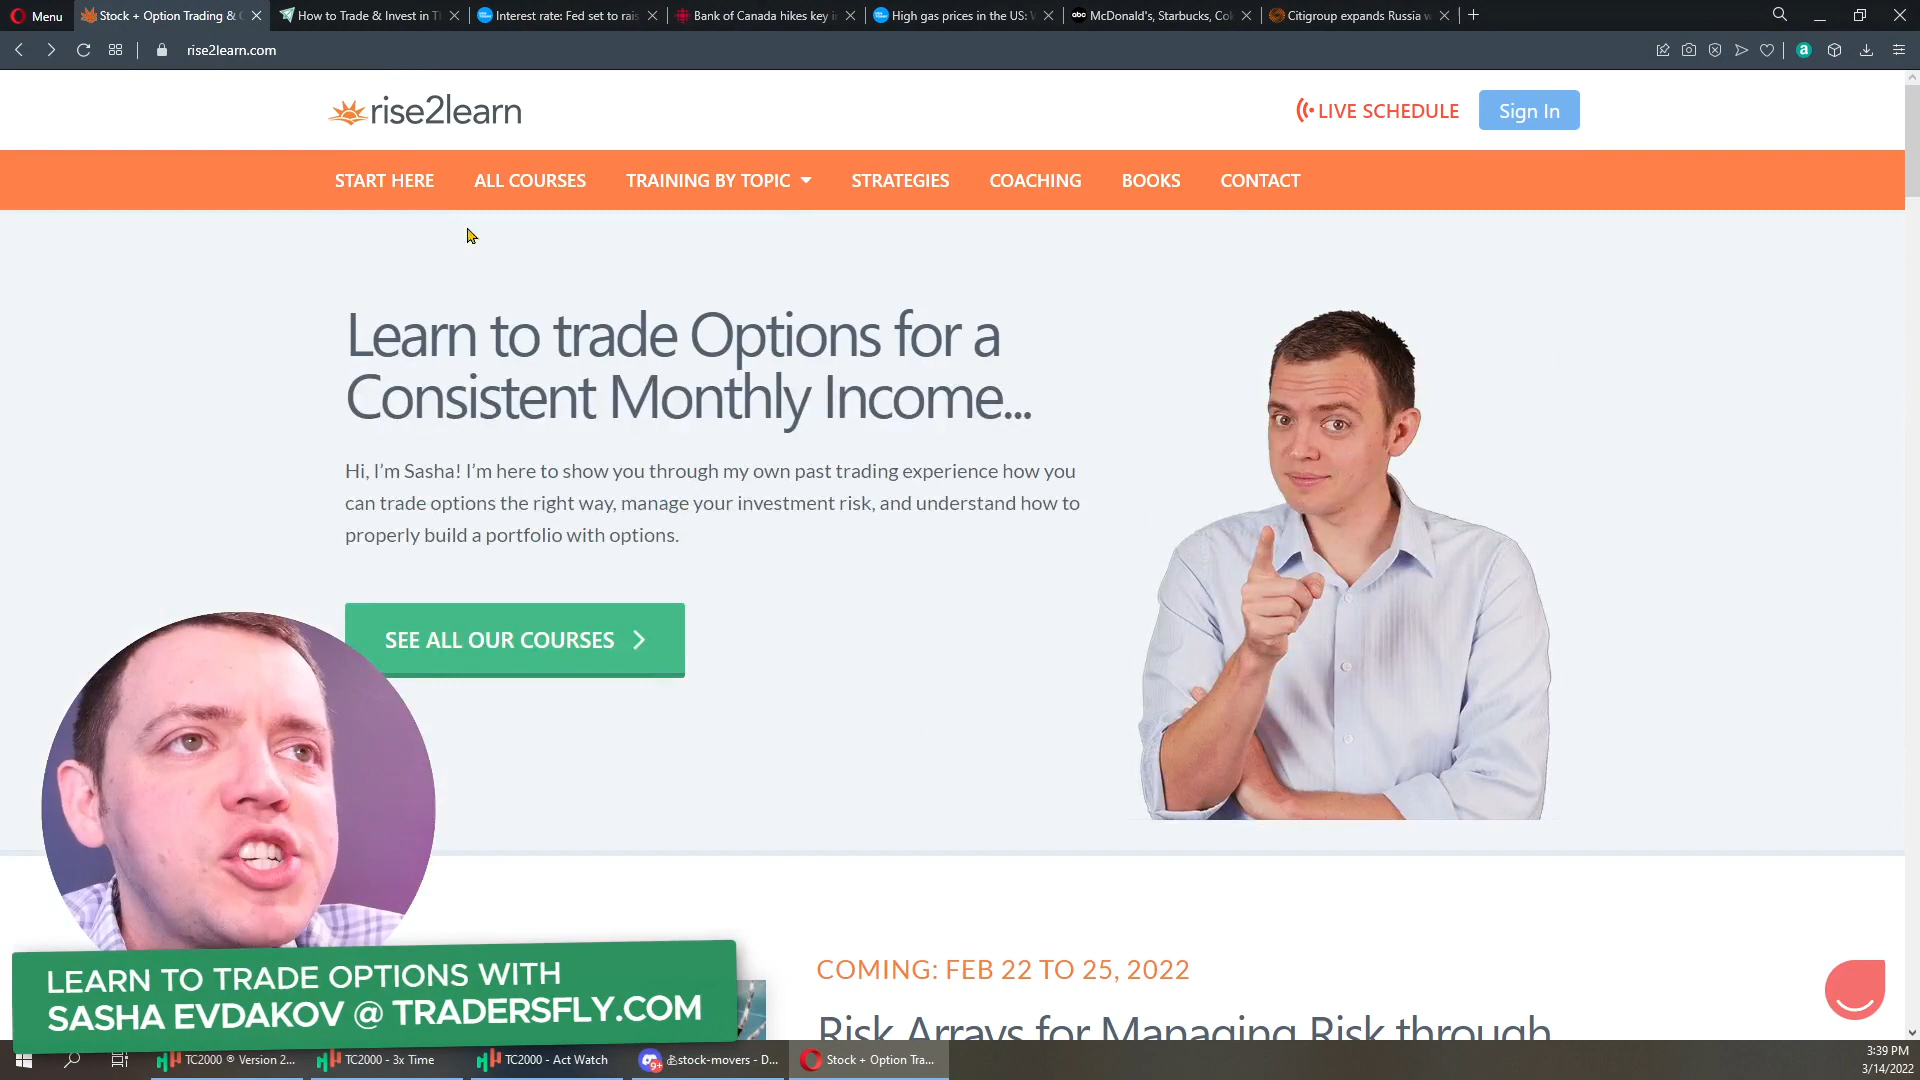 Menu
Stock + Option Trading &
How to Trade & Invest in T
Interest rate: Fed set to rais
Bank of Canada hikes key i
High gas prices in the US:
McDonald's, Starbucks, Co
Citigroup expands Russia w
rise2learn.com
rise2learn
LIVE SCHEDULE
Sign In
START HERE
ALL COURSES
TRAINING BY TOPIC
STRATEGIES
COACHING
BOOKS
CONTACT
Learn to trade Options for a
Consistent Monthly Income...
Hi, I'm Sasha! I'm here to show you through my own past trading experience how you
can trade options the right way, manage your investment risk, and understand how to
properly build a portfolio with options.
SEE ALL OUR COURSES
COMING: FEB 22 TO 25, 2022
Risk Arrays for Managing Risk through
LEARN TO TRADE OPTIONS WITH
SASHA EVDAKOV @ TRADERSFLY.COM
TC2000 ® Version 2...
TC2000 - 3x Time
TC2000 - Act Watch
stock-movers - D...
Stock + Option Tra...
3:39 PM
3/14/2022